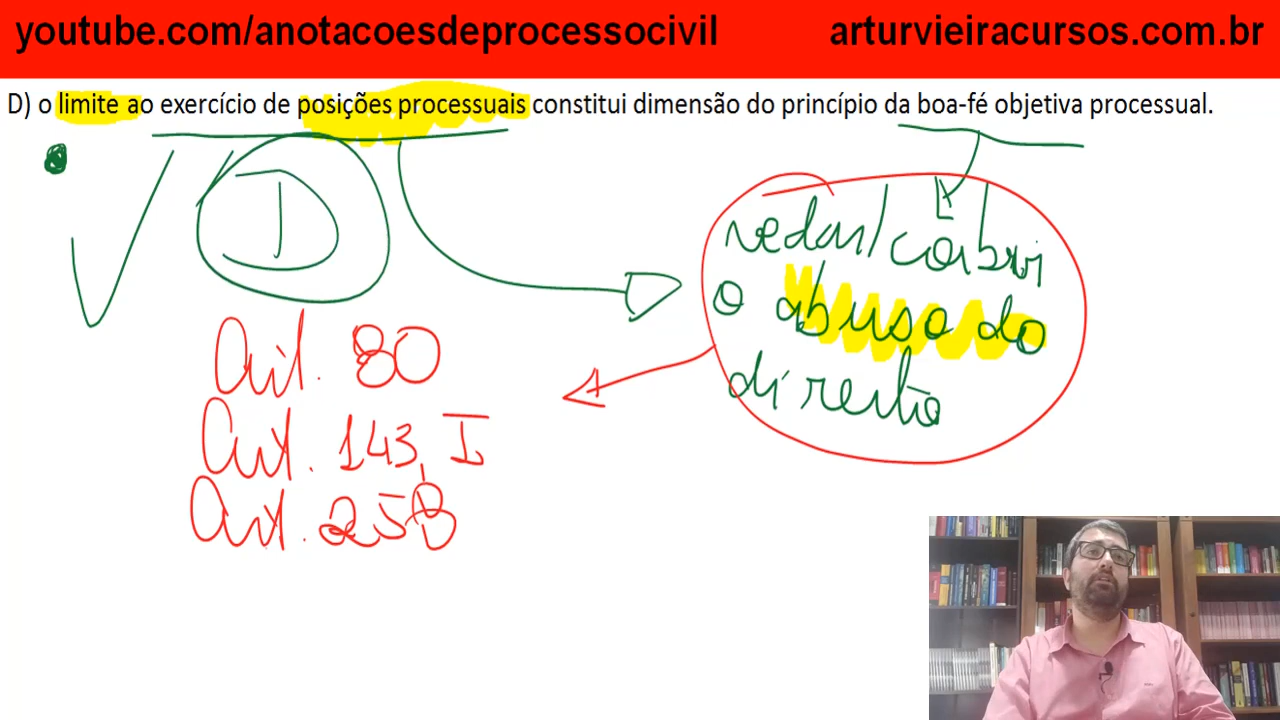 youtube.com/anotacoesdeprocessocivil arturvieiracursos.com.br
D) o limite ao exercício de posições processuais constitui dimensão do princípio da boa-fé objetiva processual.
D
vedar/coibir
o abuso do
direito
Art. 80
Art. 143, I
Art. 258